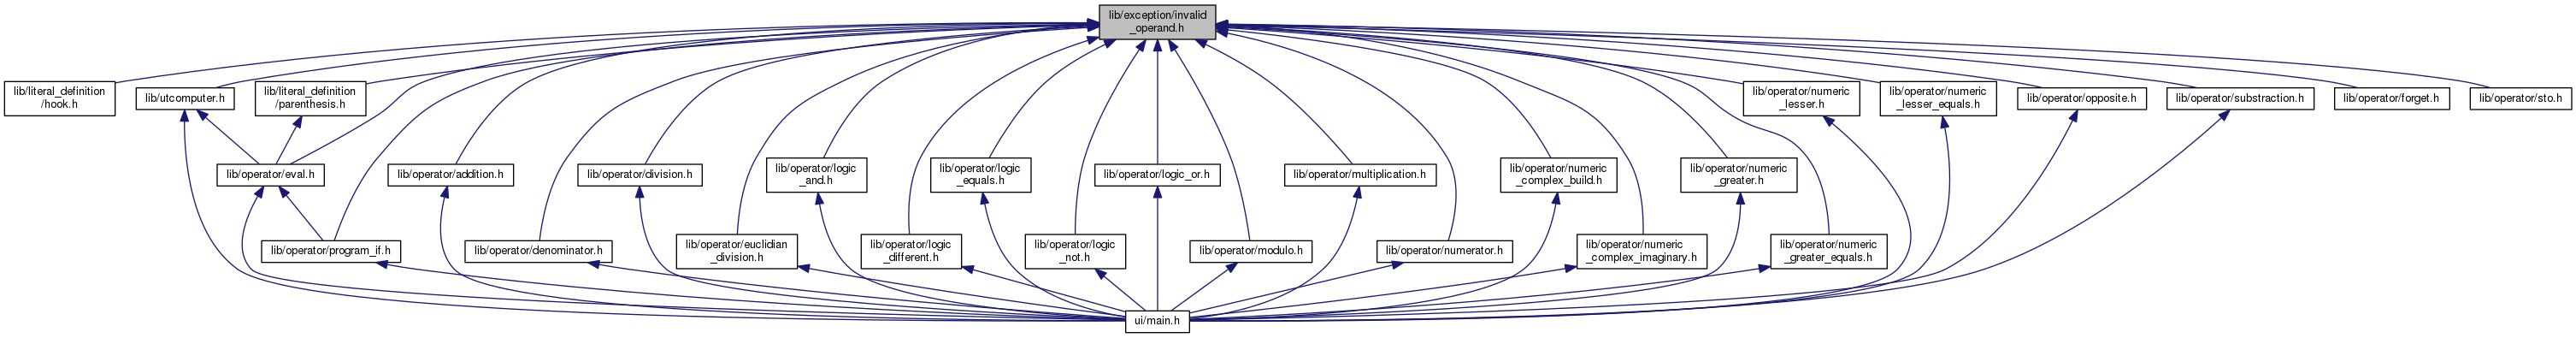 lib/exception/invalid
_operand.h
lib/literal_definition
/hook.h
lib/utcomputer.h
lib/literal_definition
/parenthesis.h
lib/operator/numeric
_lesser.h
lib/operator/numeric
_lesser_equals.h
lib/operator/opposite.h
lib/operator/substraction.h
lib/operator/forget.h
lib/operator/sto.h
lib/operator/eval.h
lib/operator/addition.h
lib/operator/division.h
lib/operator/logic
_and.h
lib/operator/logic
_equals.h
lib/operator/logic_or.h
lib/operator/multiplication.h
lib/operator/numeric
_complex_build.h
lib/operator/numeric
_greater.h
lib/operator/program_if.h
lib/operator/denominator.h
lib/operator/euclidian
_division.h
lib/operator/logic
_different.h
lib/operator/logic
_not.h
lib/operator/modulo.h
lib/operator/numerator.h
lib/operator/numeric
_complex_imaginary.h
lib/operator/numeric
_greater_equals.h
ui/main.h